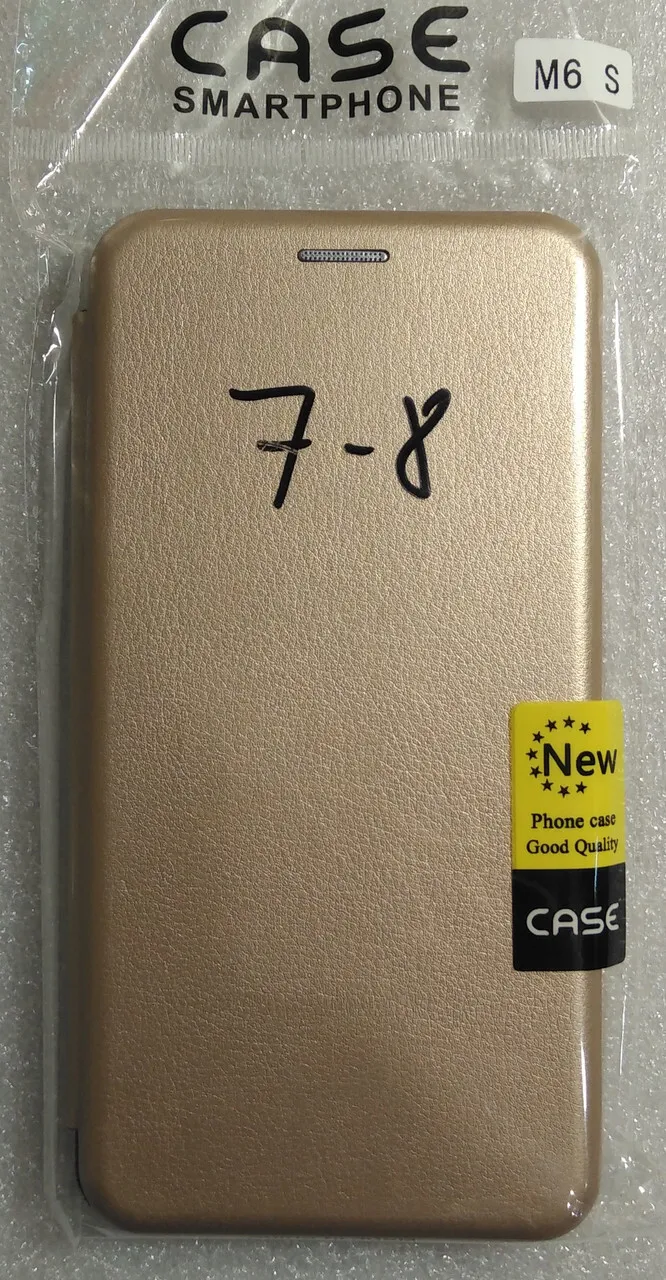 CASE
SMARTPHONE
M6 S
7-8
New
Phone case
Good Quality
CASE